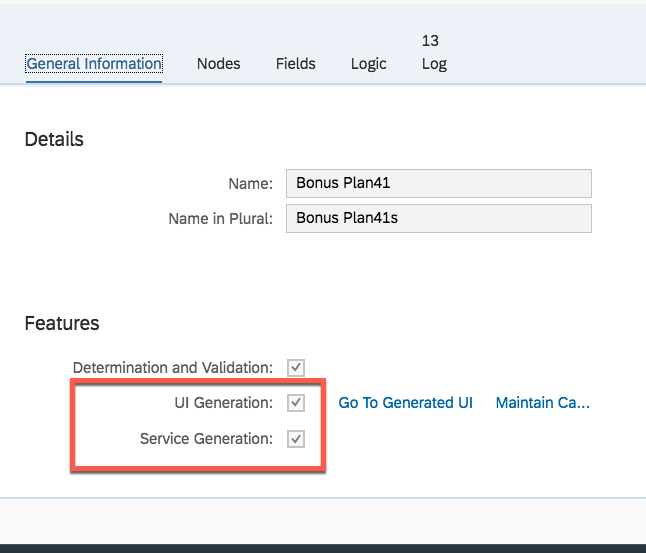 13
General Information Nodes Fields Logic Log
Details
Name: Bonus Plan41
Name in Plural: Bonus Plan41s
Features
Determination and Validation:
UI Generation: Go To Generated UI Maintain Ca...
Service Generation: